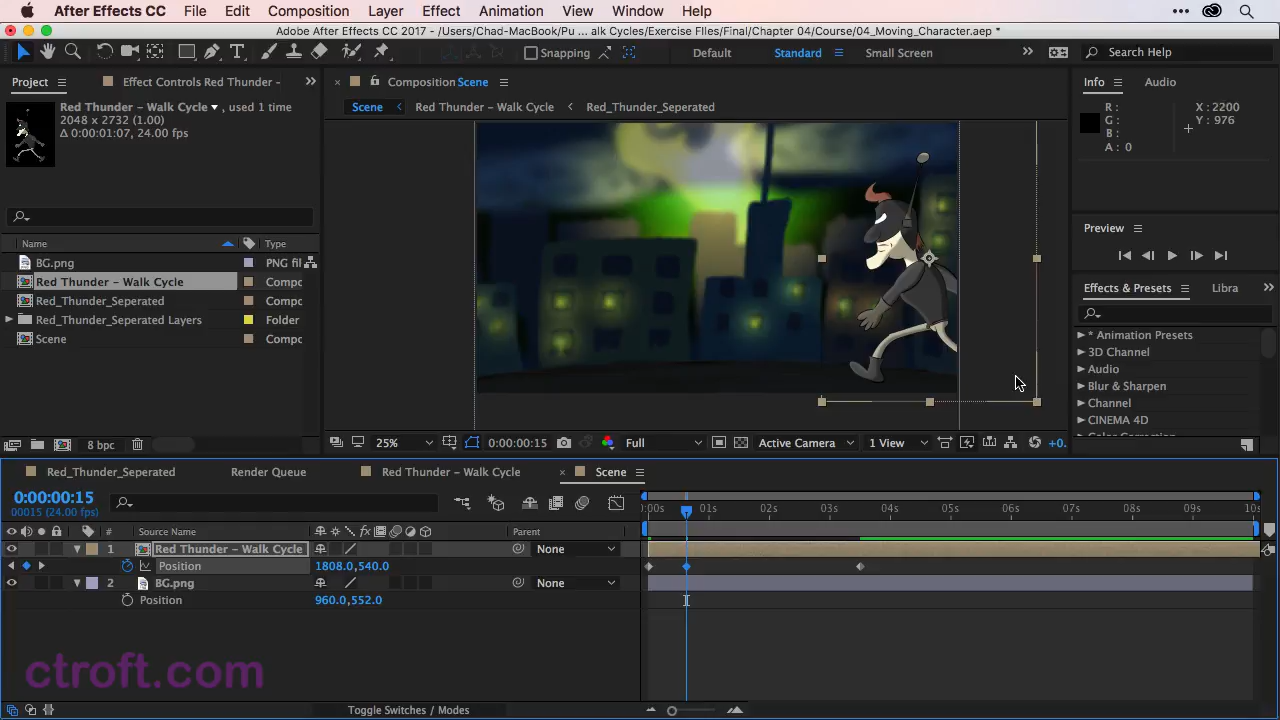 After Effects CC File Edit Composition Layer Effect Animation View Window Help
Adobe After Effects CC 2017 - /Users/Chad-MacBook/Pu ... alk Cycles/Exercise FIles/Final/Chapter 04/Course/04_Moving_Character.aep *
Snapping Default Standard Small Screen Search Help
Project Effect Controls Red Thunder - Composition Scene Info Audio
Red Thunder - Walk Cycle , used 1 time
2048 x 2732 (1.00)
Δ 0:00:01:07, 24.00 fps
Scene Red Thunder - Walk Cycle Red_Thunder_Seperated
R:
G:
B:
A: 0
X: 2200
Y: 976
Name Type
BG.png PNG fil
Red Thunder - Walk Cycle Compo
Red_Thunder_Seperated Compo
Red_Thunder_Seperated Layers Folder
Scene Compo
Preview
Effects & Presets Libra
* Animation Presets
3D Channel
Audio
Blur & Sharpen
Channel
CINEMA 4D
8 bpc
25% 0:00:00:15 Full Active Camera 1 View +0.
Red_Thunder_Seperated Render Queue Red Thunder - Walk Cycle Scene
0:00:00:15
00015 (24.00 fps)
:00s 01s 02s 03s 04s 05s 06s 07s 08s 09s 10s
# Source Name Parent
1 Red Thunder - Walk Cycle None
Position 1808.0,540.0
2 BG.png None
Position 960.0,552.0
ctroft.com
Toggle Switches / Modes